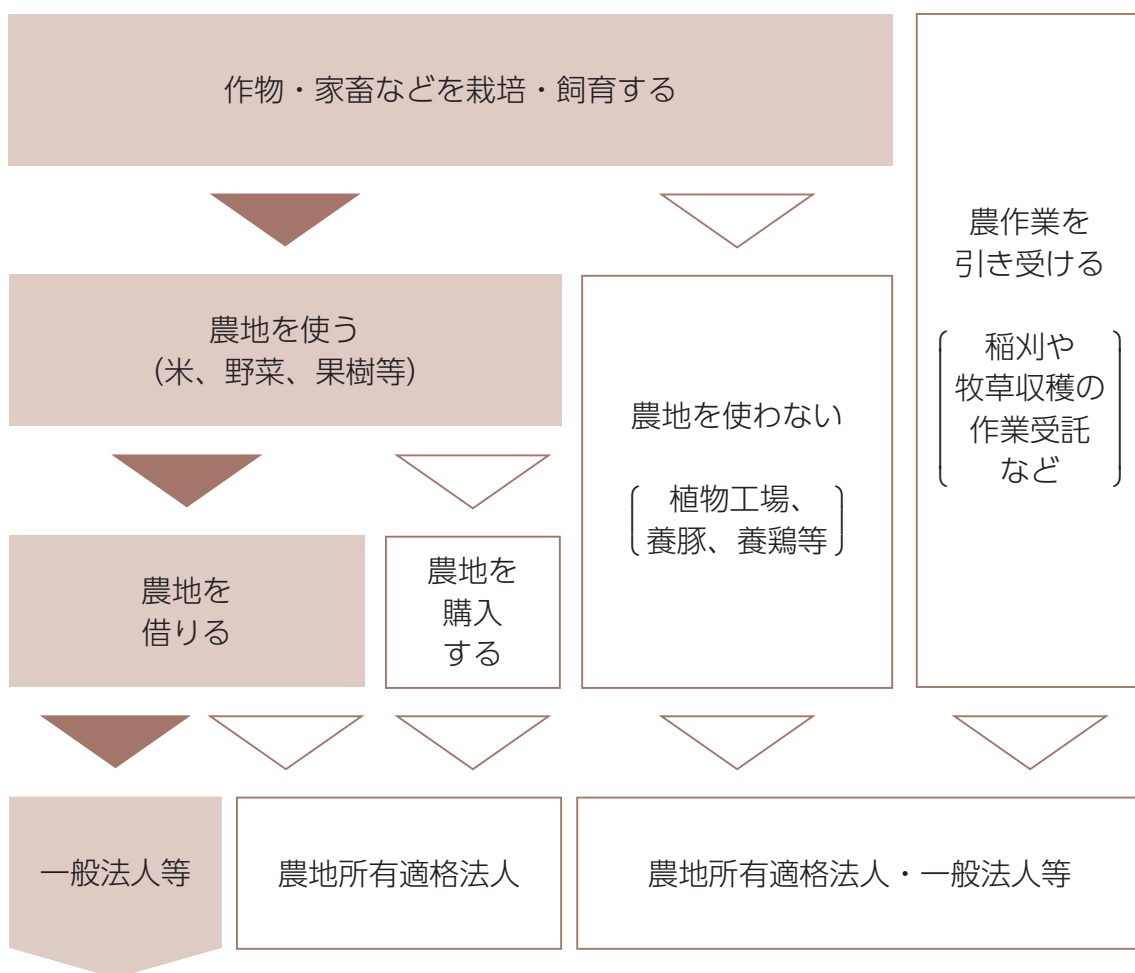 作物・家畜などを栽培・飼育する
農作業を
引き受ける
稲刈や
牧草収穫の
作業受託
など
農地を使う
(米、野菜、果樹等)
農地を使わない
植物工場、
養豚、養鶏等
農地を
借りる
農地を
購入
する
一般法人等
農地所有適格法人
農地所有適格法人・一般法人等